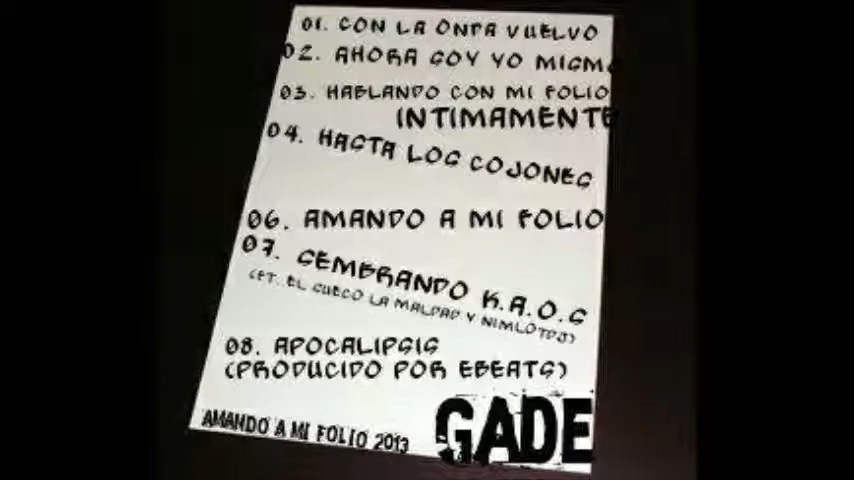 01. CON LA ONDA VUELVO
02. AHORA SOY YO MISMO
03. HABLANDO CON MI FOLIO
INTIMAMENTE
04. HASTA LOS COJONES
06. AMANDO A MI FOLIO
07. SEMBRANDO K.A.O.S
(FT. EL SUECO LA MALDAD Y NIMLOTDJ)
08. APOCALIPSIS
(PRODUCIDO POR EBEATS)
AMANDO A MI FOLIO 2013
GADE